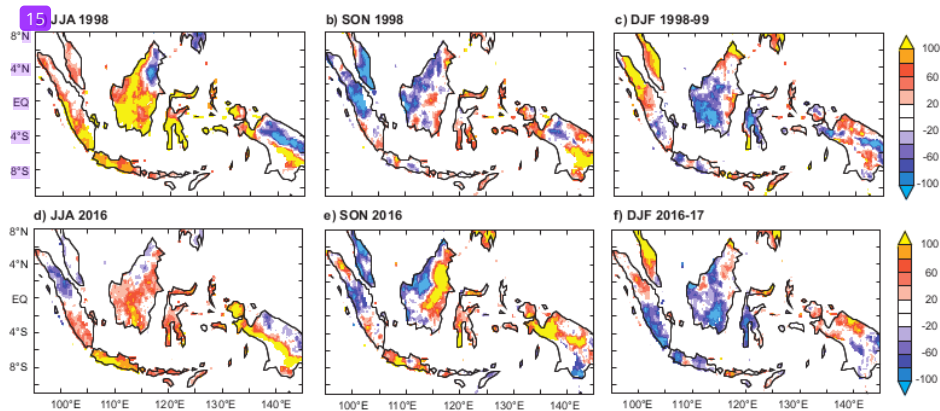 15
JJA 1998
b) SON 1998
c) DJF 1998-99
8°N
4°N
EQ
4°S
8°S
100
60
20
-20
-60
-100
d) JJA 2016
e) SON 2016
f) DJF 2016-17
8°N
4°N
EQ
4°S
8°S
100
60
20
-20
-60
-100
100°E 110°E 120°E 130°E 140°E
100°E 110°E 120°E 130°E 140°E
100°E 110°E 120°E 130°E 140°E